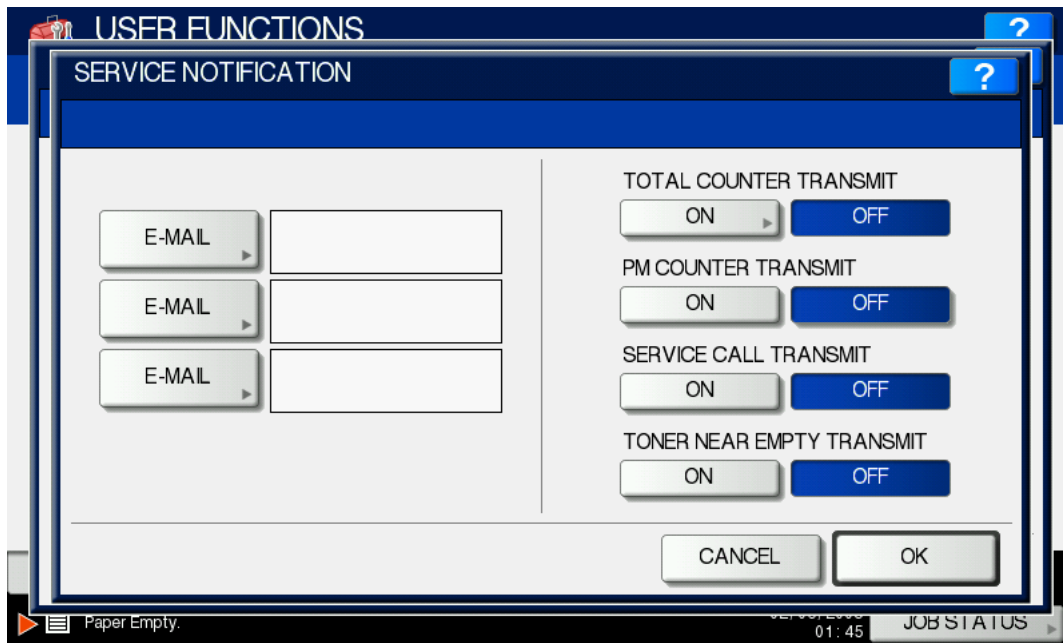 USER FUNCTIONS
?
SERVICE NOTIFICATION
?
E-MAIL
E-MAIL
E-MAIL
TOTAL COUNTER TRANSMIT
ON OFF
PM COUNTER TRANSMIT
ON OFF
SERVICE CALL TRANSMIT
ON OFF
TONER NEAR EMPTY TRANSMIT
ON OFF
CANCEL OK
Paper Empty.
01:45
JOB STATUS